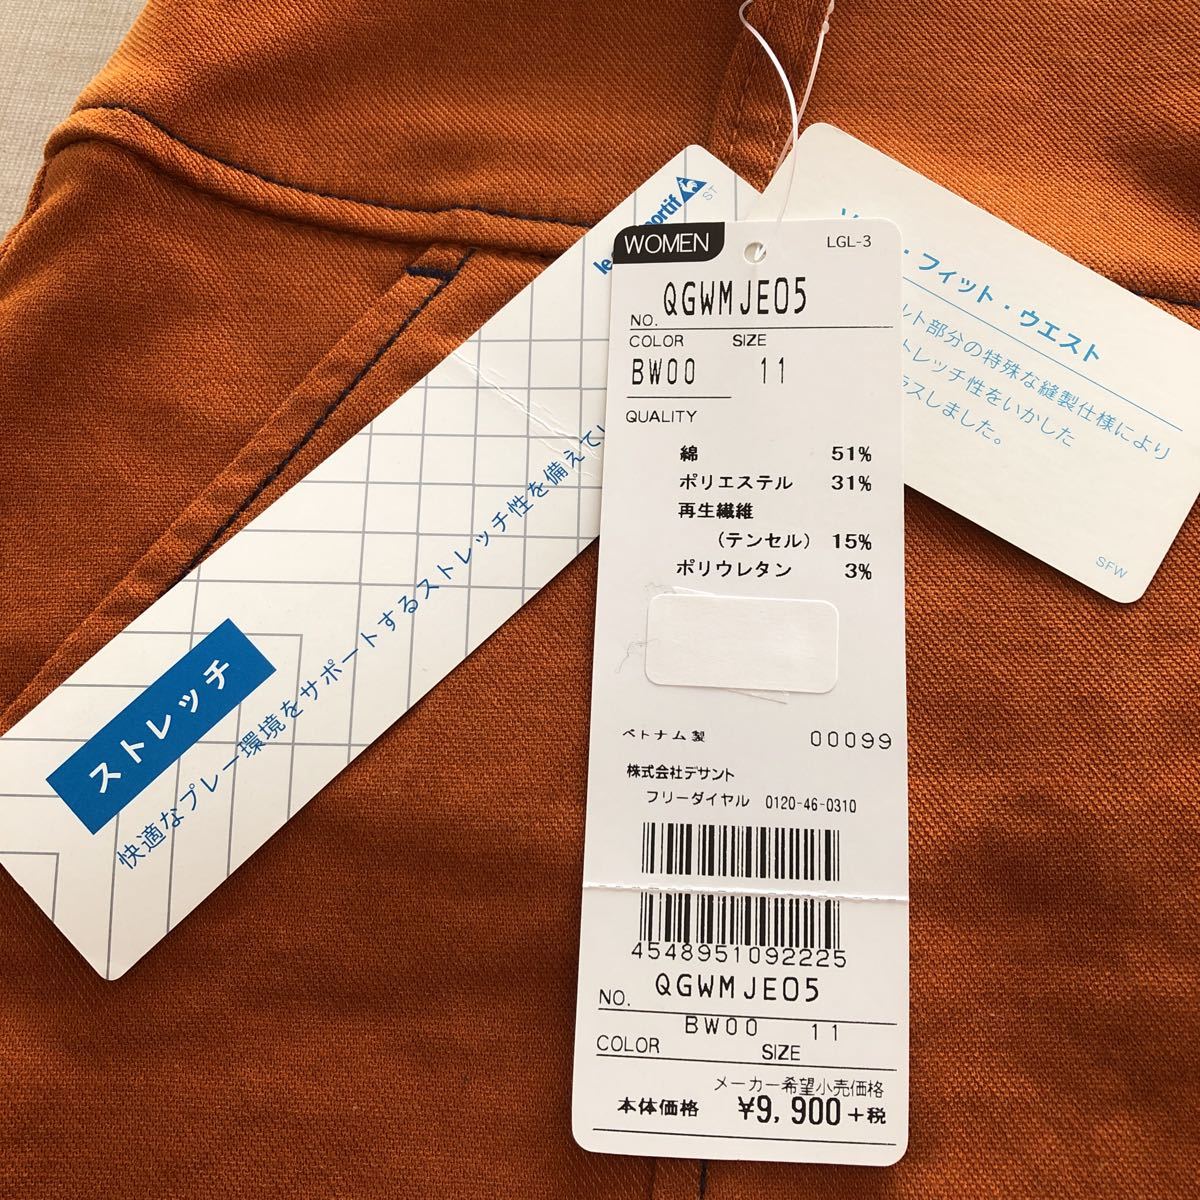 WOMEN
LGL-3
NO. QGWMJE05
COLOR SIZE
BW00 11
QUALITY
綿 51%
ポリエステル 31%
再生繊維
(テンセル) 15%
ポリウレタン 3%
ベトナム製 00099
株式会社デサント
フリーダイヤル 0120-46-0310
4548951092225
NO. QGWMJE05
BW00 11
COLOR SIZE
メーカー希望小売価格
本体価格 ¥9,900+税
le
ortif
ST
ストレッチ
快適なプレー環境をサポートするストレッチ性を備えてい
・フィット・ウエスト
ルト部分の特殊な縫製仕様により
トレッチ性をいかした
ラスしました。
SFW